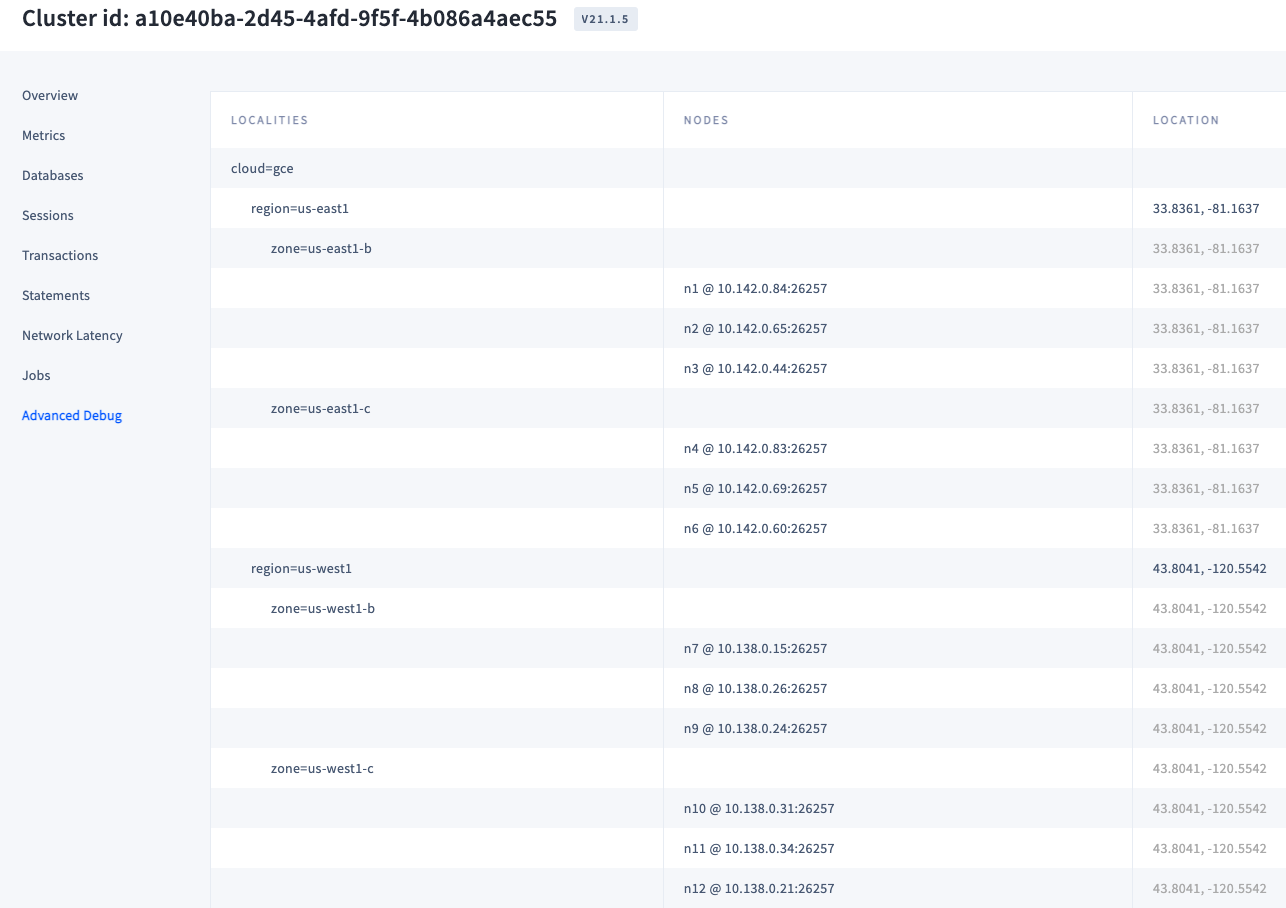 Cluster id: a10e40ba-2d45-4afd-9f5f-4b086a4aec55 V21.1.5
Overview
Metrics
Databases
Sessions
Transactions
Statements
Network Latency
Jobs
Advanced Debug
LOCALITIES NODES LOCATION
cloud=gce
region=us-east1 33.8361, -81.1637
zone=us-east1-b 33.8361, -81.1637
n1 @ 10.142.0.84:26257 33.8361, -81.1637
n2 @ 10.142.0.65:26257 33.8361, -81.1637
n3 @ 10.142.0.44:26257 33.8361, -81.1637
zone=us-east1-c 33.8361, -81.1637
n4 @ 10.142.0.83:26257 33.8361, -81.1637
n5 @ 10.142.0.69:26257 33.8361, -81.1637
n6 @ 10.142.0.60:26257 33.8361, -81.1637
region=us-west1 43.8041, -120.5542
zone=us-west1-b 43.8041, -120.5542
n7 @ 10.138.0.15:26257 43.8041, -120.5542
n8 @ 10.138.0.26:26257 43.8041, -120.5542
n9 @ 10.138.0.24:26257 43.8041, -120.5542
zone=us-west1-c 43.8041, -120.5542
n10 @ 10.138.0.31:26257 43.8041, -120.5542
n11 @ 10.138.0.34:26257 43.8041, -120.5542
n12 @ 10.138.0.21:26257 43.8041, -120.5542